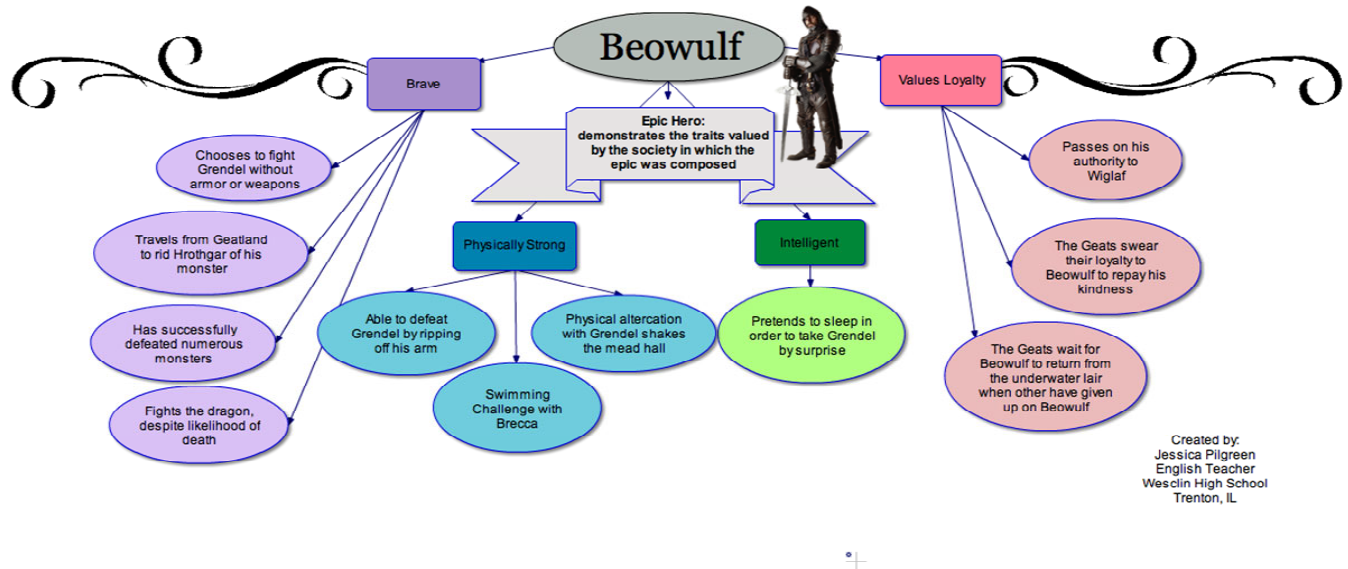 Beowulf
Brave
Values Loyalty
Epic Hero:
demonstrates the traits valued
by the society in which the
epic was composed
Chooses to fight
Grendel without
armor or weapons
Travels from Geatland
to rid Hrothgar of his
monster
Has successfully
defeated numerous
monsters
Fights the dragon,
despite likelihood of
death
Physically Strong
Able to defeat
Grendel by ripping
off his arm
Swimming
Challenge with
Brecca
Physical altercation
with Grendel shakes
the mead hall
Intelligent
Pretends to sleep in
order to take Grendel
by surprise
Passes on his
authority to
Wiglaf
The Geats swear
their loyalty to
Beowulf to repay his
kindness
The Geats wait for
Beowulf to return from
the underwater lair
when other have given
up on Beowulf
Created by:
Jessica Pilgreen
English Teacher
Wesclin High School
Trenton, IL